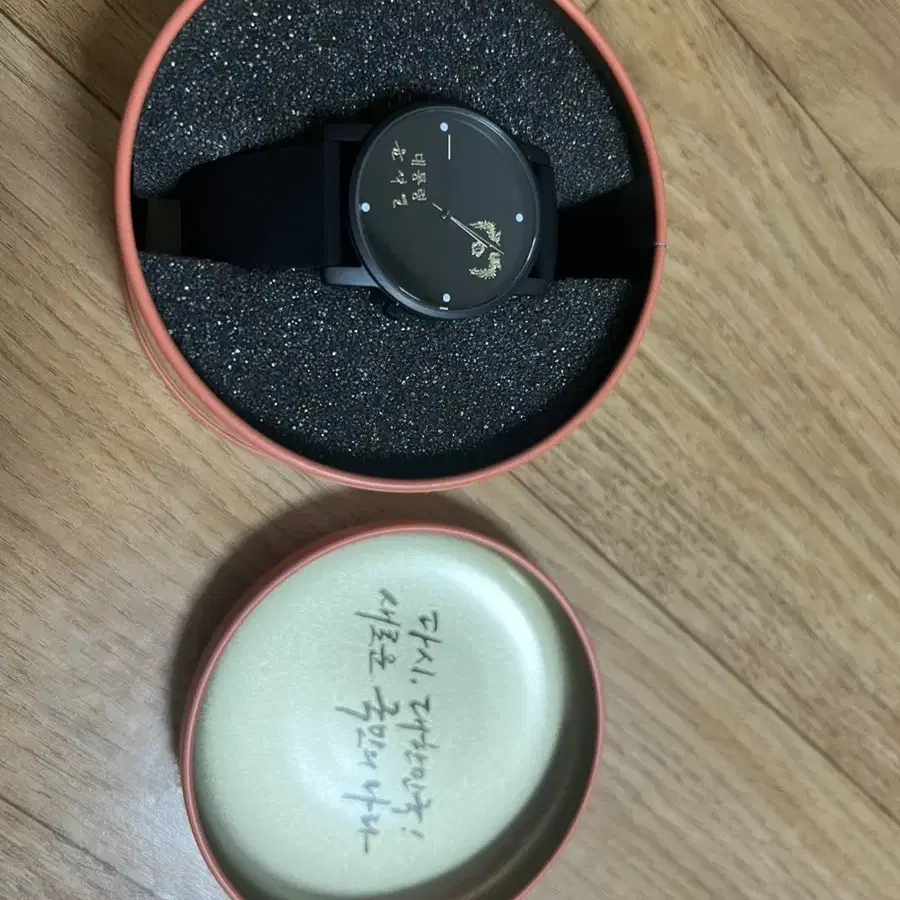 대통령
윤석열
다시, 대한민국!
새로운 국민의 나라